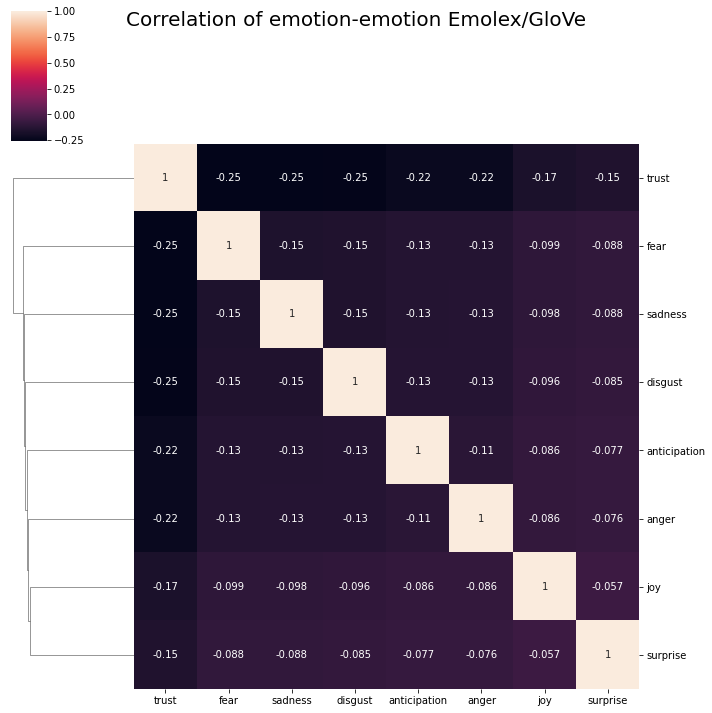 Correlation of emotion-emotion Emolex/GloVe
1.00
0.75
0.50
0.25
0.00
−0.25
1 -0.25 -0.25 -0.25 -0.22 -0.22 -0.17 -0.15 trust
-0.25 1 -0.15 -0.15 -0.13 -0.13 -0.099 -0.088 fear
-0.25 -0.15 1 -0.15 -0.13 -0.13 -0.098 -0.088 sadness
-0.25 -0.15 -0.15 1 -0.13 -0.13 -0.096 -0.085 disgust
-0.22 -0.13 -0.13 -0.13 1 -0.11 -0.086 -0.077 anticipation
-0.22 -0.13 -0.13 -0.13 -0.11 1 -0.086 -0.076 anger
-0.17 -0.099 -0.098 -0.096 -0.086 -0.086 1 -0.057 joy
-0.15 -0.088 -0.088 -0.085 -0.077 -0.076 -0.057 1 surprise
trust fear sadness disgust anticipation anger joy surprise